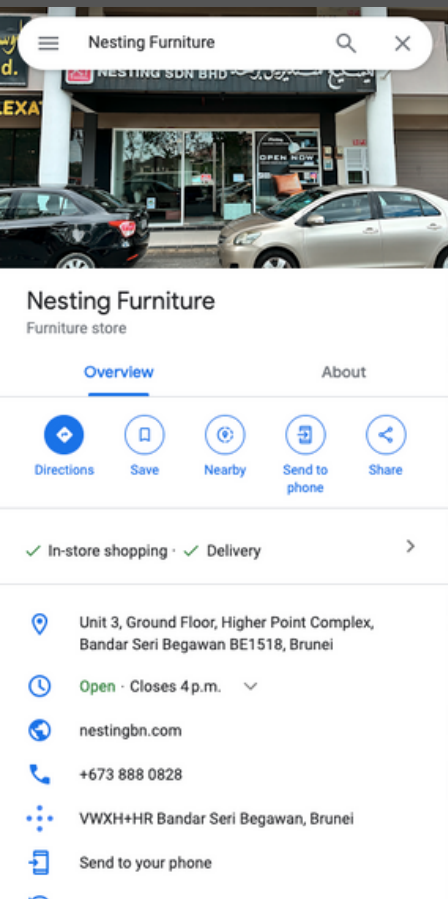 Nesting Furniture
d.
NESTING SDN BHD
LEXA
OPEN NOW
Nesting Furniture
Furniture store
Overview
About
Directions
Save
Nearby
Send to
phone
Share
In-store shopping · Delivery
Unit 3, Ground Floor, Higher Point Complex,
Bandar Seri Begawan BE1518, Brunei
Open · Closes 4 p.m.
nestingbn.com
+673 888 0828
VWXH+HR Bandar Seri Begawan, Brunei
Send to your phone